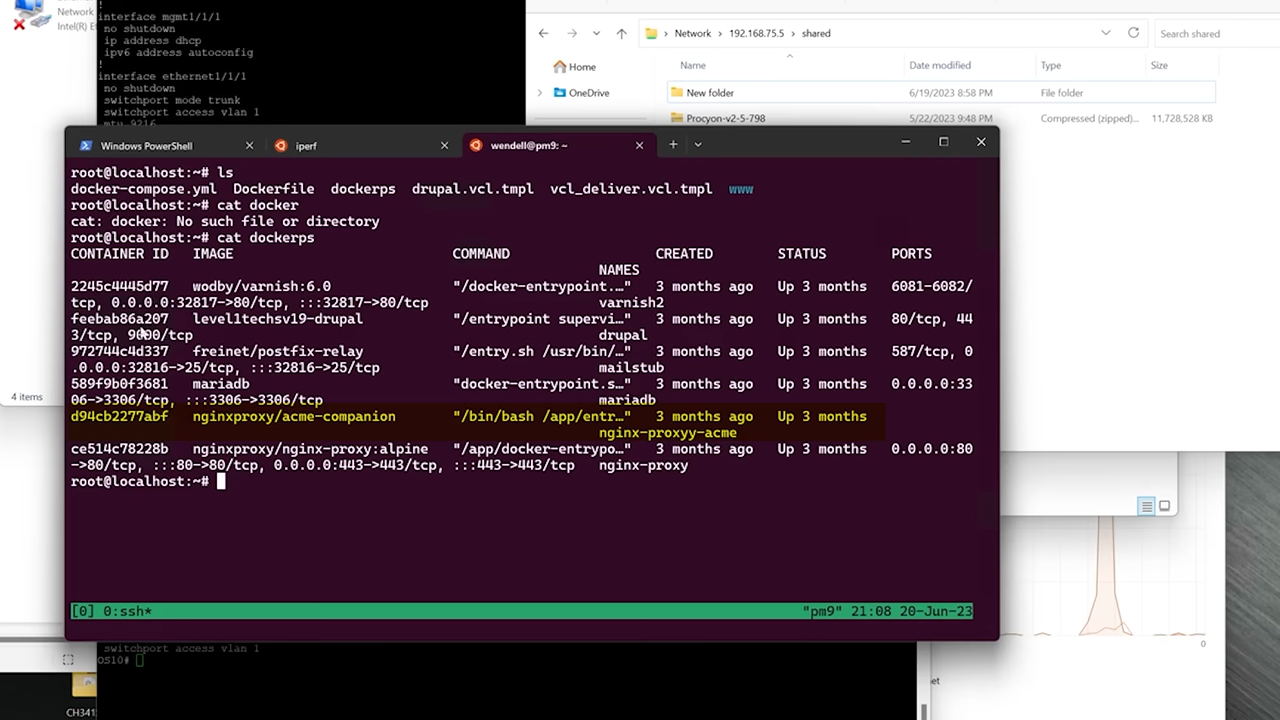 !
Network
Intel(R) Et
interface mgmt1/1/1
no shutdown
ip address dhcp
ipv6 address autoconfig
!
interface ethernet1/1/1
no shutdown
switchport mode trunk
switchport access vlan 1
mtu 9216
Network > 192.168.75.5 > shared
Search shared
Home
OneDrive
Name Date modified Type Size
New folder 6/19/2023 8:58 PM File folder
Procyon-v2-5-798 5/22/2023 9:48 PM Compressed (zipped)... 11,728,528 KB
4 items
Windows PowerShell
iperf
wendell@pm9: ~
root@localhost:~# ls
docker-compose.yml Dockerfile dockerps drupal.vcl.tmpl vcl_deliver.vcl.tmpl www
root@localhost:~# cat docker
cat: docker: No such file or directory
root@localhost:~# cat dockerps
CONTAINER ID IMAGE COMMAND CREATED STATUS PORTS
NAMES
2245c4445d77 wodby/varnish:6.0 "/docker-entrypoint.…" 3 months ago Up 3 months 6081-6082/
tcp, 0.0.0.0:32817->80/tcp, :::32817->80/tcp varnish2
feebab86a207 level1techsv19-drupal "/entrypoint supervi…" 3 months ago Up 3 months 80/tcp, 44
3/tcp, 9000/tcp drupal
972744c4d337 freinet/postfix-relay "/entry.sh /usr/bin/…" 3 months ago Up 3 months 587/tcp, 0
.0.0.0:32816->25/tcp, :::32816->25/tcp mailstub
589f9b0f3681 mariadb "docker-entrypoint.s…" 3 months ago Up 3 months 0.0.0.0:33
06->3306/tcp, :::3306->3306/tcp mariadb
d94cb2277abf nginxproxy/acme-companion "/bin/bash /app/entr…" 3 months ago Up 3 months
nginx-proxyy-acme
ce514c78228b nginxproxy/nginx-proxy:alpine "/app/docker-entrypo…" 3 months ago Up 3 months 0.0.0.0:80
->80/tcp, :::80->80/tcp, 0.0.0.0:443->443/tcp, :::443->443/tcp nginx-proxy
root@localhost:~#
[0] 0:ssh* "pm9" 21:08 20-Jun-23
switchport access vlan 1
OS10#
0
et
CH341